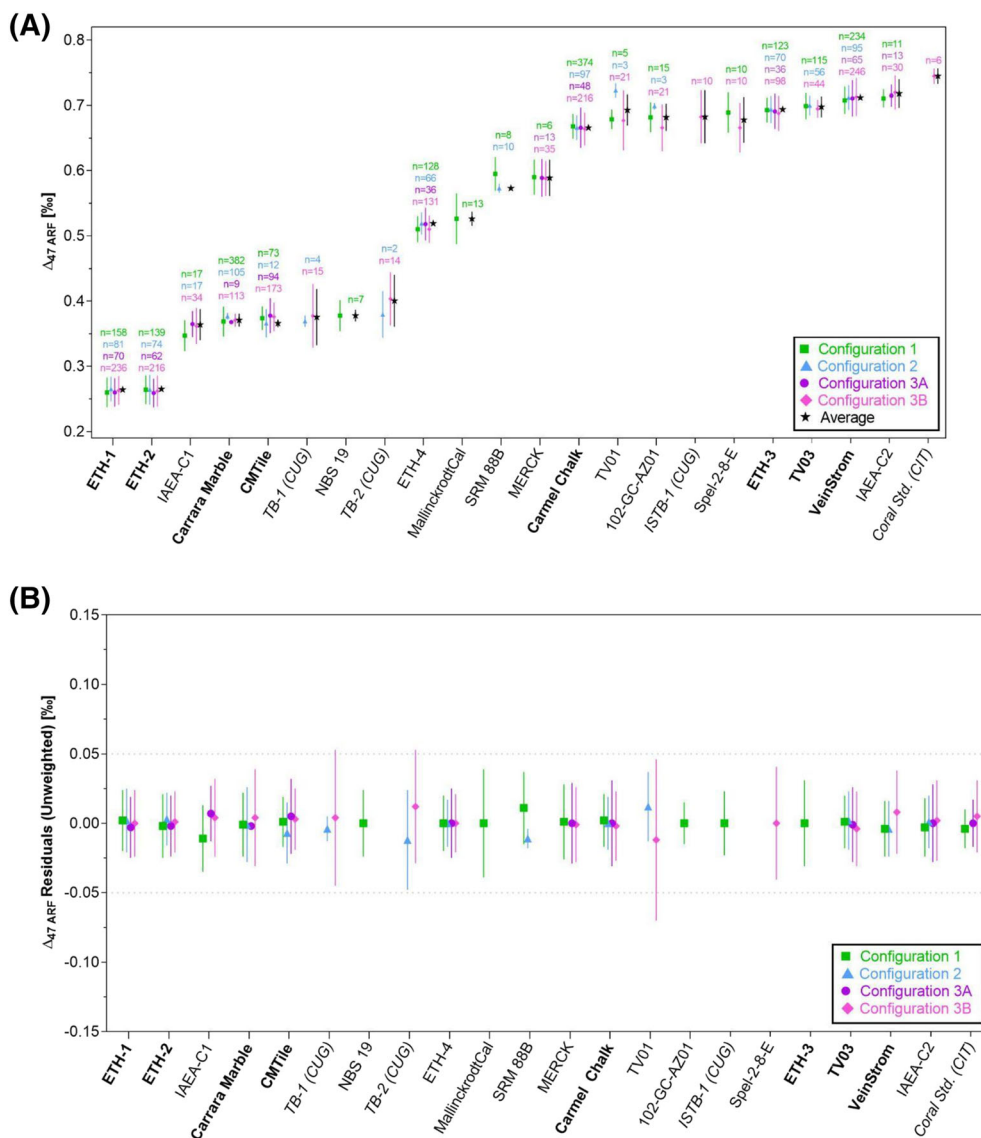 (A)
Δ47 ARF [‰]
0.8
0.7
0.6
0.5
0.4
0.3
0.2
n=158
n=81
n=70
n=236
n=139
n=74
n=62
n=216
n=17
n=17
n=34
n=382
n=105
n=9
n=113
n=73
n=12
n=94
n=173
n=4
n=15
n=7
n=2
n=14
n=128
n=66
n=36
n=131
n=13
n=8
n=10
n=6
n=13
n=35
n=374
n=97
n=48
n=216
n=5
n=3
n=21
n=15
n=3
n=21
n=10
n=10
n=10
n=123
n=70
n=36
n=98
n=115
n=56
n=44
n=234
n=95
n=65
n=246
n=11
n=13
n=30
n=6
Configuration 1
Configuration 2
Configuration 3A
Configuration 3B
Average
ETH-1
ETH-2
IAEA-C1
Carrara Marble
CMTile
TB-1 (CUG)
NBS 19
TB-2 (CUG)
ETH-4
MallinckrodtCal
SRM 88B
MERCK
Carmel Chalk
TV01
102-GC-AZ01
ISTB-1 (CUG)
Spel-2-8-E
ETH-3
TV03
VeinStrom
IAEA-C2
Coral Std. (CIT)
(B)
Δ47 ARF Residuals (Unweighted) [‰]
0.15
0.10
0.05
0.00
-0.05
-0.10
-0.15
Configuration 1
Configuration 2
Configuration 3A
Configuration 3B
ETH-1
ETH-2
IAEA-C1
Carrara Marble
CMTile
TB-1 (CUG)
NBS 19
TB-2 (CUG)
ETH-4
MallinckrodtCal
SRM 88B
MERCK
Carmel Chalk
TV01
102-GC-AZ01
ISTB-1 (CUG)
Spel-2-8-E
ETH-3
TV03
VeinStrom
IAEA-C2
Coral Std. (CIT)